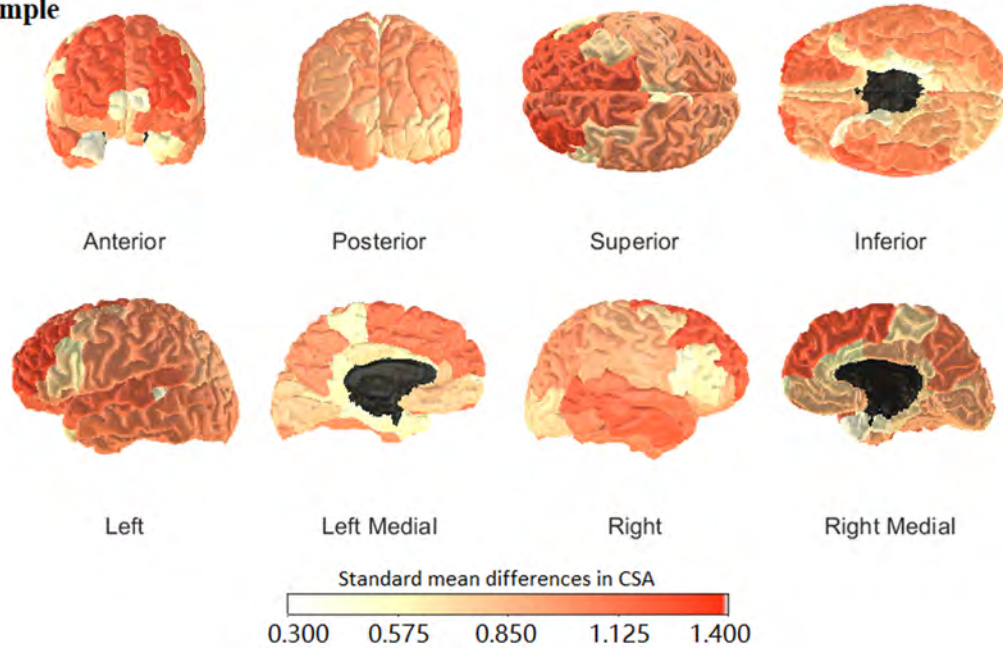 mple
Anterior
Posterior
Superior
Inferior
Left
Left Medial
Right
Right Medial
Standard mean differences in CSA
0.300 0.575 0.850 1.125 1.400